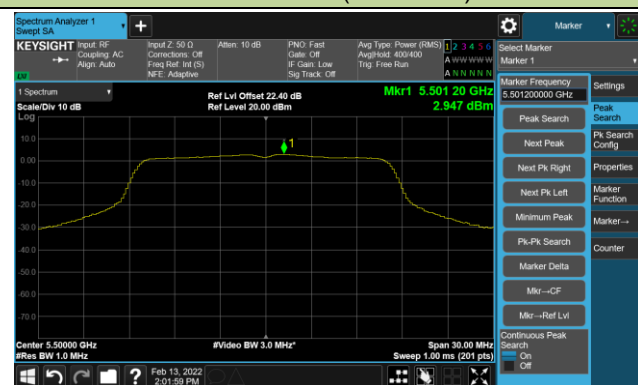 Spectrum Analyzer 1
Swept SA
Marker
KEYSIGHT
Input: RF
Coupling: AC
Align: Auto
Input Z: 50 Ω
Corrections: Off
Freq Ref: Int (S)
NFE: Adaptive
Atten: 10 dB
PNO: Fast
Gate: Off
IF Gain: Low
Sig Track: Off
Avg Type: Power (RMS)
Avg|Hold: 400/400
Trig: Free Run
1 2 3 4 5 6
A W W W W W
A N N N N N
LXI
Select Marker
Marker 1
1 Spectrum
Scale/Div 10 dB
Log
Ref Lvl Offset 22.40 dB
Ref Level 20.00 dBm
Mkr1 5.501 20 GHz
2.947 dBm
10.0
0.00
-10.0
-20.0
-30.0
-40.0
-50.0
-60.0
-70.0
1
Center 5.50000 GHz
#Res BW 1.0 MHz
#Video BW 3.0 MHz*
Span 30.00 MHz
Sweep 1.00 ms (201 pts)
Marker Frequency
5.501200000 GHz
Peak Search
Next Peak
Next Pk Right
Next Pk Left
Minimum Peak
Pk-Pk Search
Marker Delta
Mkr→CF
Mkr→Ref Lvl
Continuous Peak
Search
On
Off
Settings
Peak
Search
Pk Search
Config
Properties
Marker
Function
Marker→
Counter
?
Feb 13, 2022
2:01:59 PM